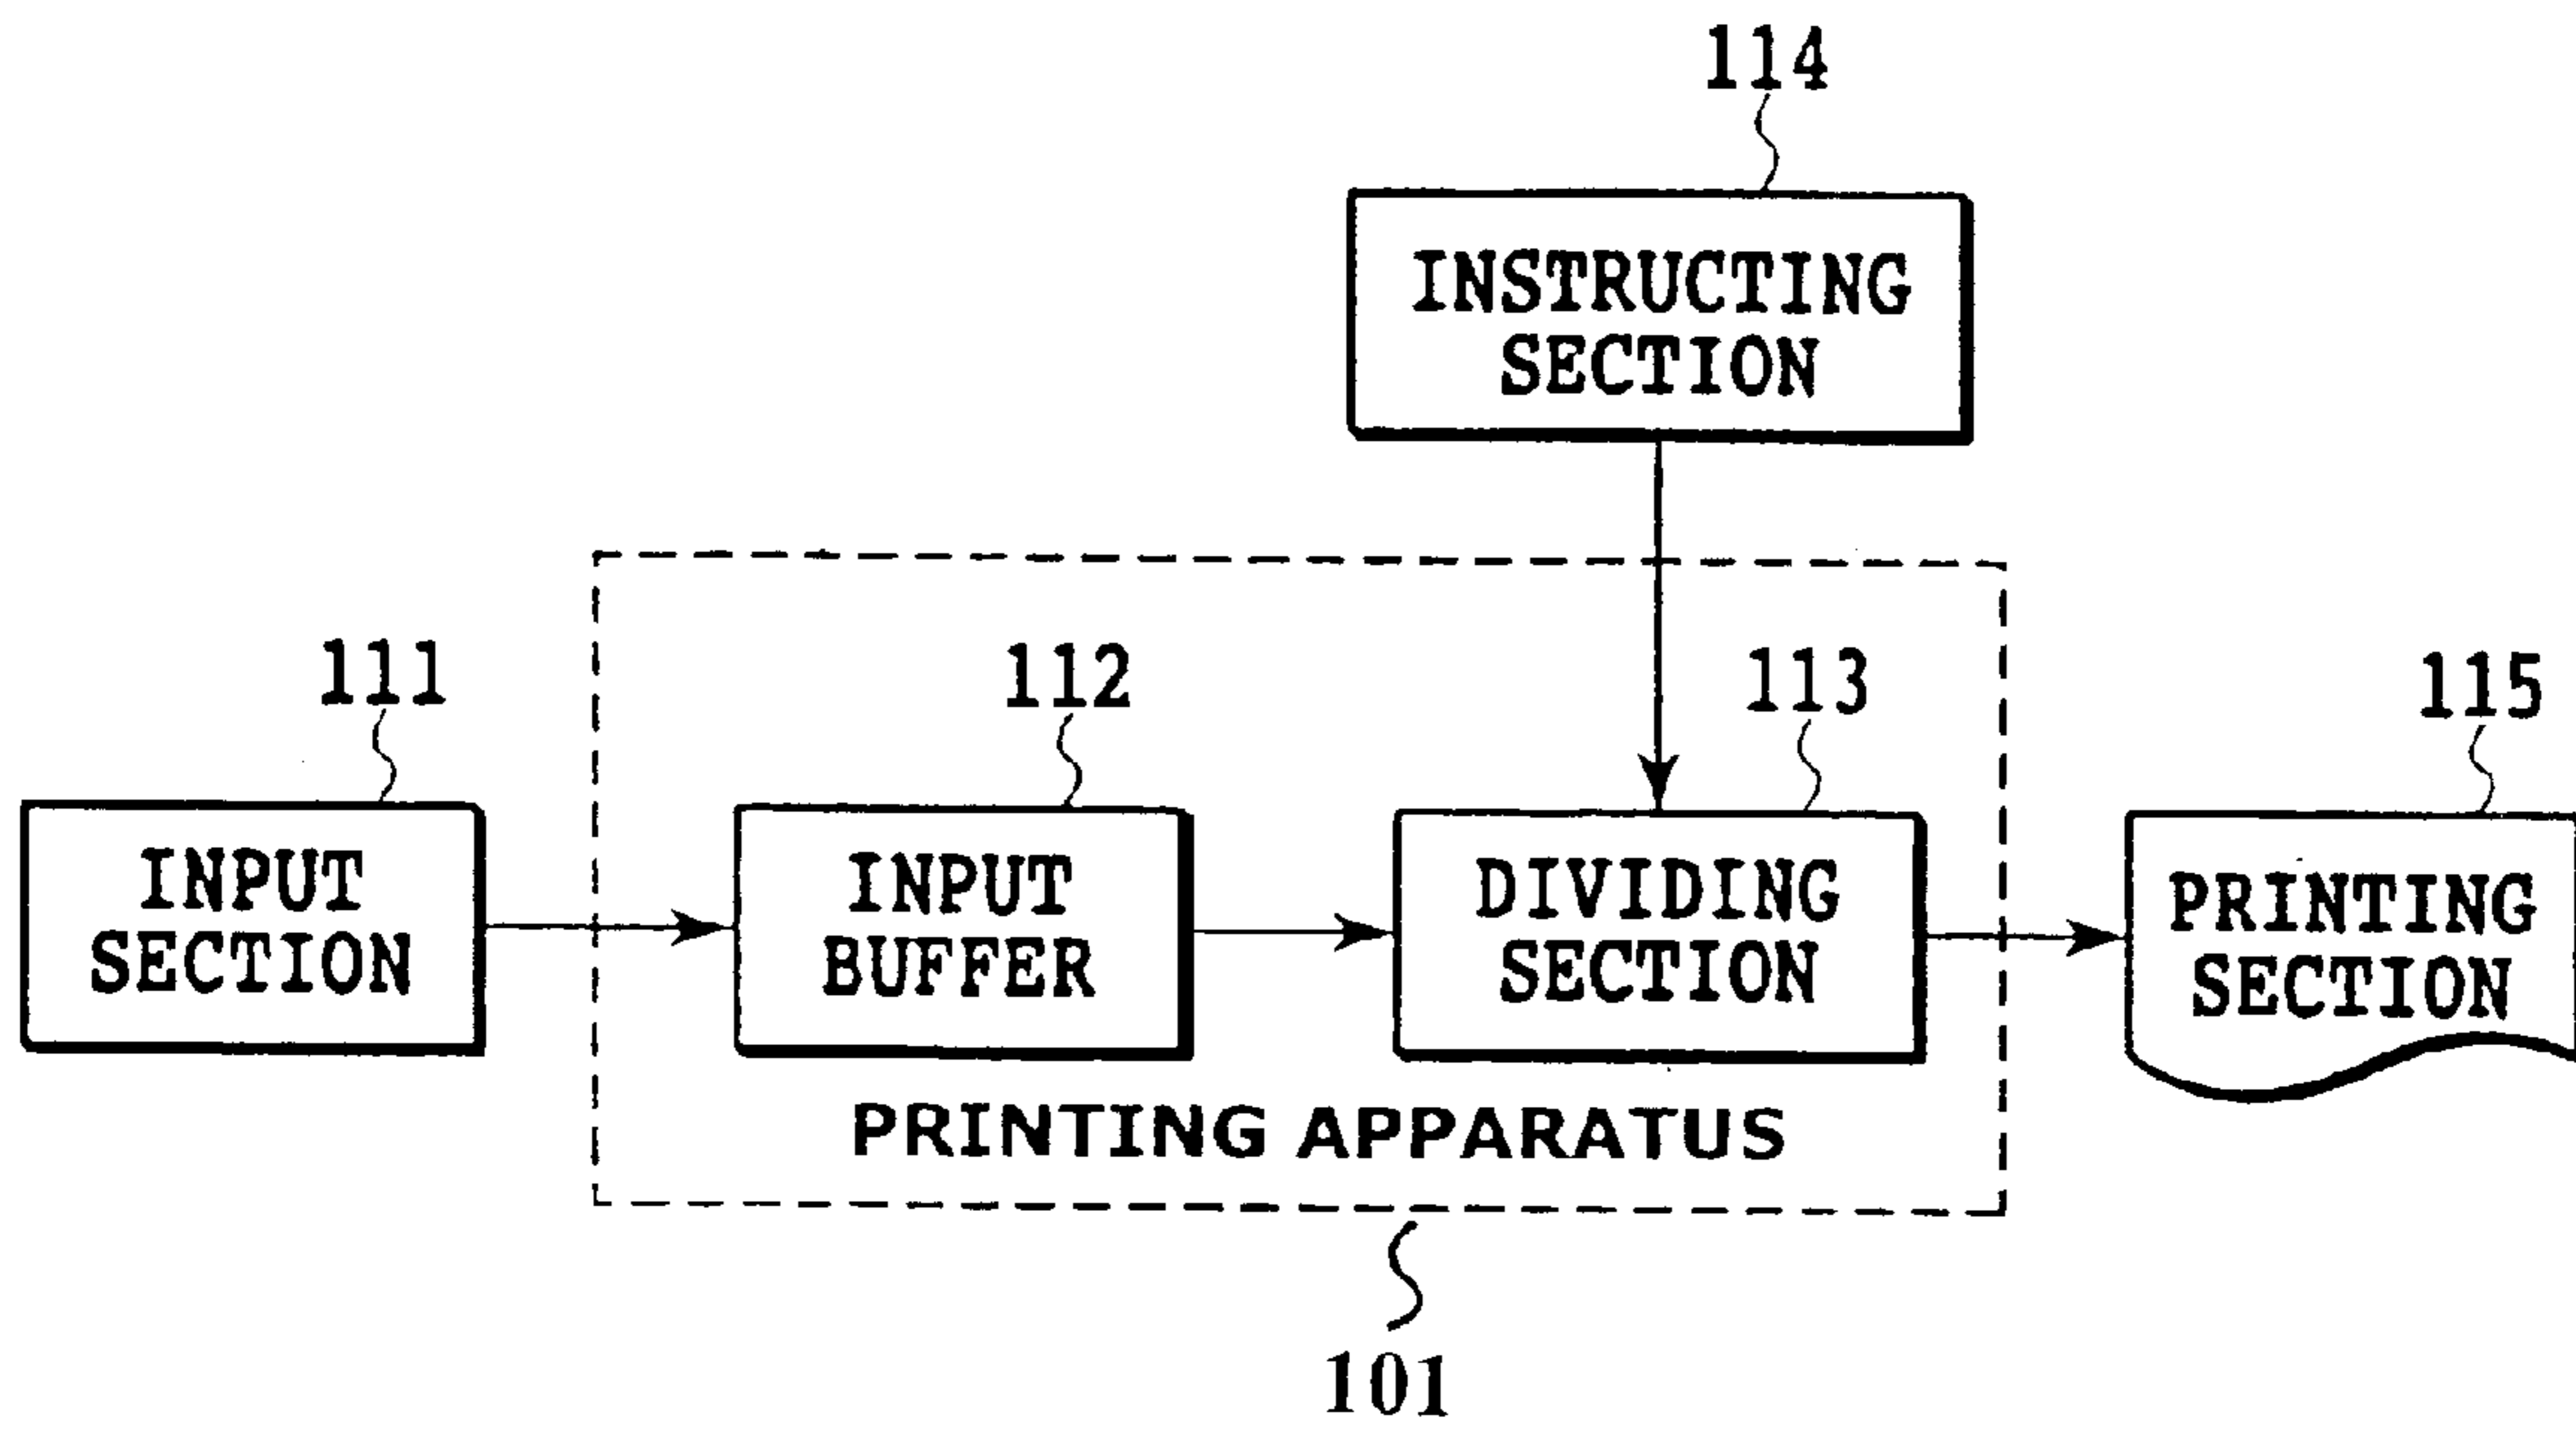 114
INSTRUCTING
SECTION
111
112
113
115
INPUT
SECTION
INPUT
BUFFER
DIVIDING
SECTION
PRINTING
SECTION
PRINTING APPARATUS
101